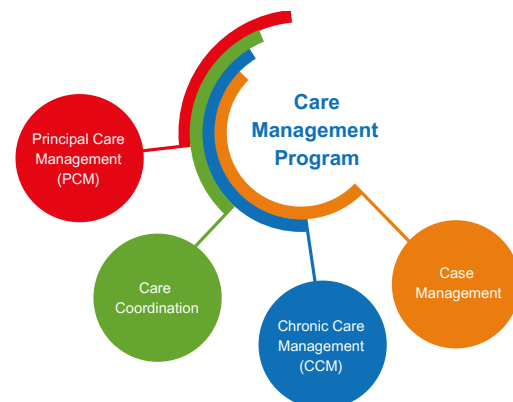 Care
Management
Program
Principal Care
Management
(PCM)
Care
Coordination
Chronic Care
Management
(CCM)
Case
Management